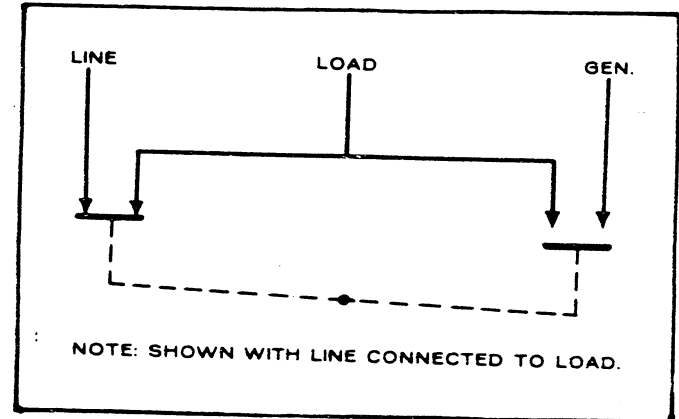 LINE
LOAD
GEN.
NOTE: SHOWN WITH LINE CONNECTED TO LOAD.